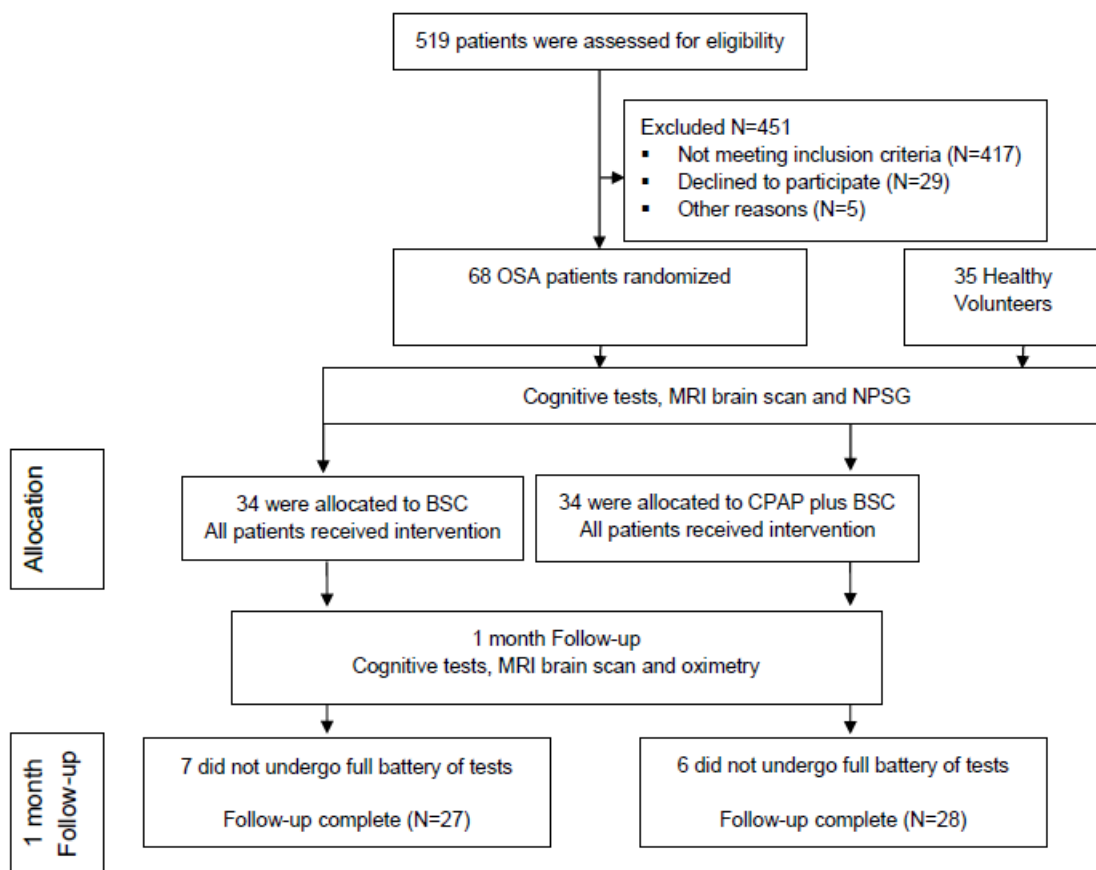 519 patients were assessed for eligibility
Excluded N=451
▪ Not meeting inclusion criteria (N=417)
▪ Declined to participate (N=29)
▪ Other reasons (N=5)
68 OSA patients randomized
35 Healthy
Volunteers
Cognitive tests, MRI brain scan and NPSG
Allocation
34 were allocated to BSC
All patients received intervention
34 were allocated to CPAP plus BSC
All patients received intervention
1 month Follow-up
Cognitive tests, MRI brain scan and oximetry
1 month
Follow-up
7 did not undergo full battery of tests
Follow-up complete (N=27)
6 did not undergo full battery of tests
Follow-up complete (N=28)